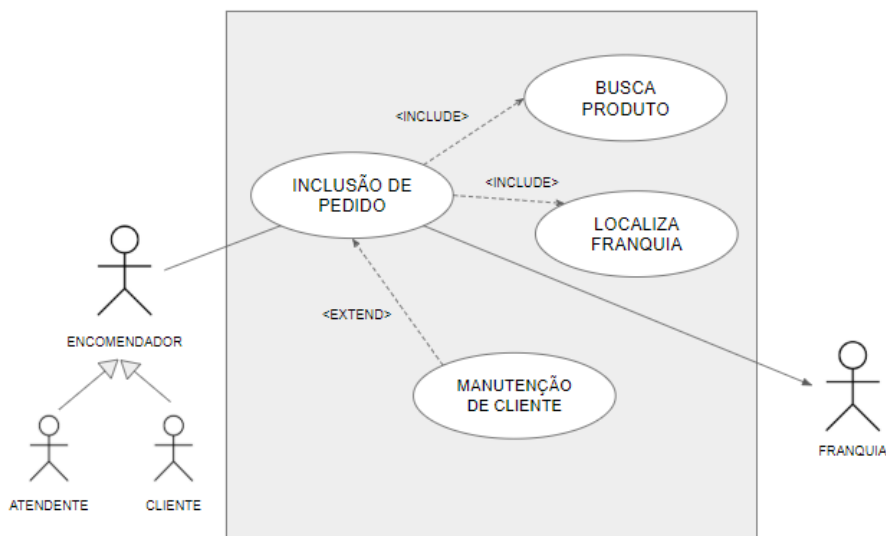 BUSCA
PRODUTO
<INCLUDE>
INCLUSÃO DE
PEDIDO
<INCLUDE>
LOCALIZA
FRANQUIA
<EXTEND>
ENCOMENDADOR
MANUTENÇÃO
DE CLIENTE
FRANQUIA
ATENDENTE
CLIENTE